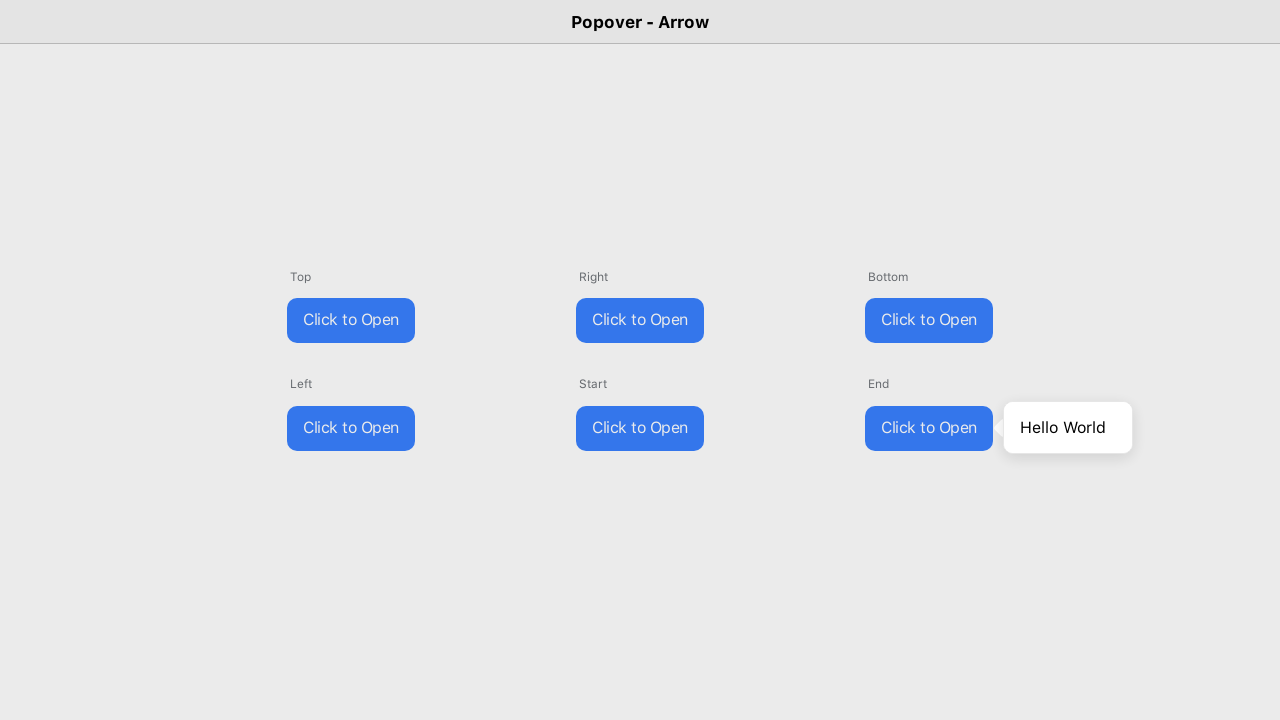 Popover - Arrow
Top
Right
Bottom
Click to Open
Click to Open
Click to Open
Left
Start
End
Click to Open
Click to Open
Click to Open
Hello World